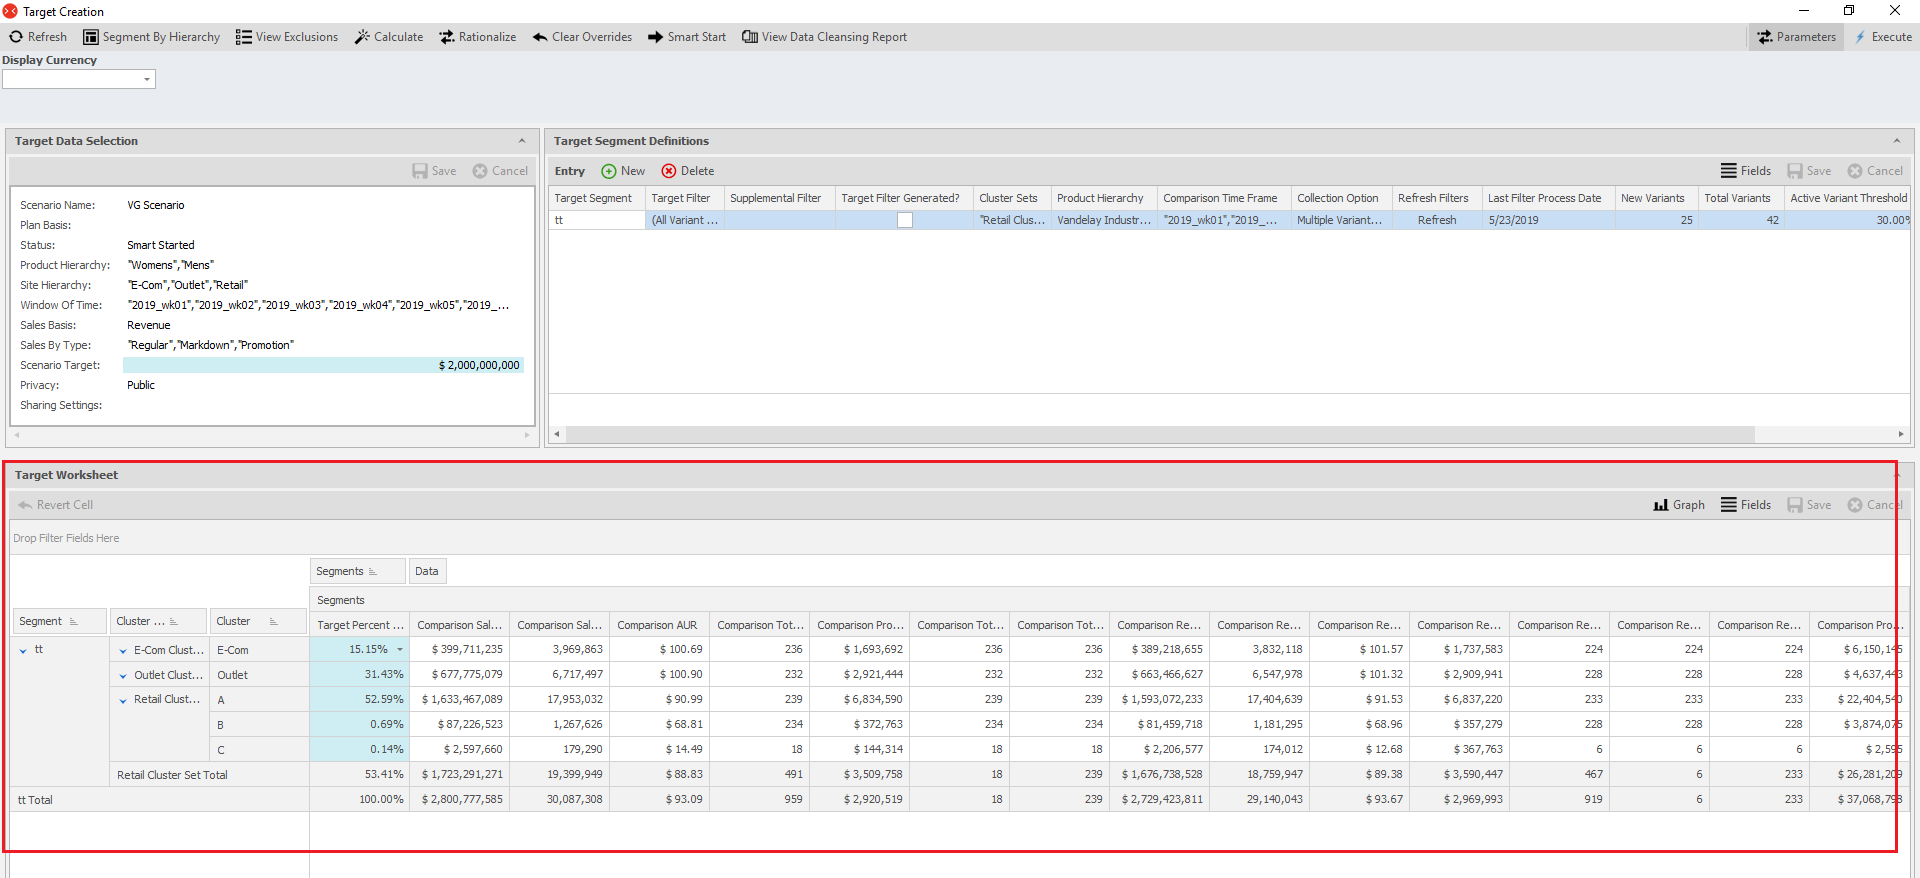 Target Creation
Refresh Segment By Hierarchy View Exclusions Calculate Rationalize Clear Overrides Smart Start View Data Cleansing Report Parameters Execute
Display Currency
Target Data Selection
Save Cancel
Scenario Name: VG Scenario
Plan Basis:
Status: Smart Started
Product Hierarchy: "Womens","Mens"
Site Hierarchy: "E-Com","Outlet","Retail"
Window Of Time: "2019_wk01","2019_wk02","2019_wk03","2019_wk04","2019_wk05","2019_...
Sales Basis: Revenue
Sales By Type: "Regular","Markdown","Promotion"
Scenario Target: $ 2,000,000,000
Privacy: Public
Sharing Settings:
Target Segment Definitions
Entry New Delete Fields Save Cancel
Target Segment Target Filter Supplemental Filter Target Filter Generated? Cluster Sets Product Hierarchy Comparison Time Frame Collection Option Refresh Filters Last Filter Process Date New Variants Total Variants Active Variant Threshold
tt (All Variant ... "Retail Clus... Vandelay Industr... "2019_wk01","2019_... Multiple Variant... Refresh 5/23/2019 25 42 30.00%
Target Worksheet
Revert Cell Graph Fields Save Cancel
Drop Filter Fields Here
Segments Data
Segments
Segment Cluster ... Cluster Target Percent ... Comparison Sal... Comparison Sal... Comparison AUR Comparison Tot... Comparison Pro... Comparison Tot... Comparison Tot... Comparison Re... Comparison Re... Comparison Re... Comparison Re... Comparison Re... Comparison Re... Comparison Re... Comparison Pro...
tt E-Com Clust... E-Com 15.15% $ 399,711,235 3,969,863 $ 100.69 236 $ 1,693,692 236 236 $ 389,218,655 3,832,118 $ 101.57 $ 1,737,583 224 224 224 $ 6,150,145
Outlet Clust... Outlet 31.43% $ 677,775,079 6,717,497 $ 100.90 232 $ 2,921,444 232 232 $ 663,466,627 6,547,978 $ 101.32 $ 2,909,941 228 228 228 $ 4,637,443
Retail Clust... A 52.59% $ 1,633,467,089 17,953,032 $ 90.99 239 $ 6,834,590 239 239 $ 1,593,072,233 17,404,639 $ 91.53 $ 6,837,220 233 233 233 $ 22,404,540
B 0.69% $ 87,226,523 1,267,626 $ 68.81 234 $ 372,763 234 234 $ 81,459,718 1,181,295 $ 68.96 $ 357,279 228 228 228 $ 3,874,075
C 0.14% $ 2,597,660 179,290 $ 14.49 18 $ 144,314 18 18 $ 2,206,577 174,012 $ 12.68 $ 367,763 6 6 6 $ 2,595
Retail Cluster Set Total 53.41% $ 1,723,291,271 19,399,949 $ 88.83 491 $ 3,509,758 18 239 $ 1,676,738,528 18,759,947 $ 89.38 $ 3,590,447 467 6 233 $ 26,281,209
tt Total 100.00% $ 2,800,777,585 30,087,308 $ 93.09 959 $ 2,920,519 18 239 $ 2,729,423,811 29,140,043 $ 93.67 $ 2,969,993 919 6 233 $ 37,068,798